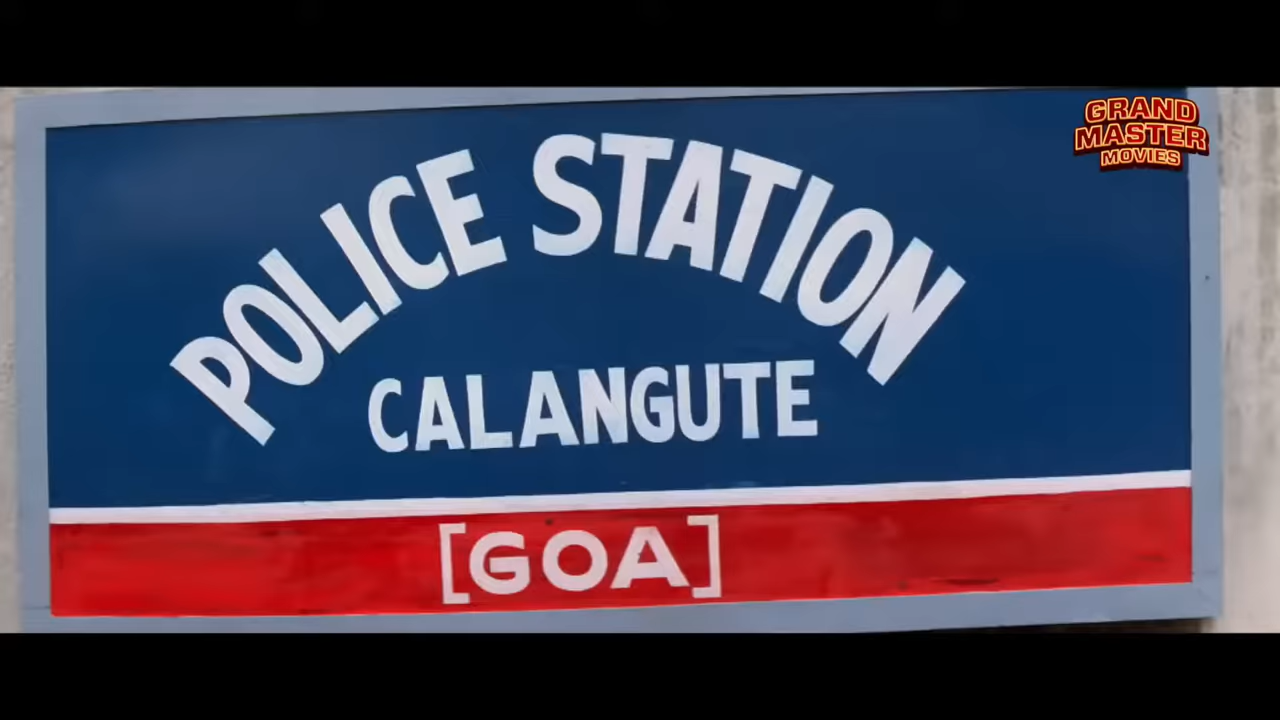 GRAND
MASTER
MOVIES
POLICE STATION
CALANGUTE
[GOA]